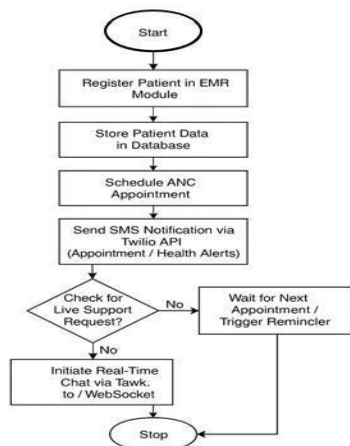 Start
Register Patient in EMR
Module
Store Patient Data
in Database
Schedule ANC
Appointment
Send SMS Notification via
Twilio API
(Appointment / Health Alerts)
Check for
Live Support
Request?
No
Wait for Next
Appointment /
Trigger Remincler
No
Initiate Real-Time
Chat via Tawk.
to / WebSocket
Stop